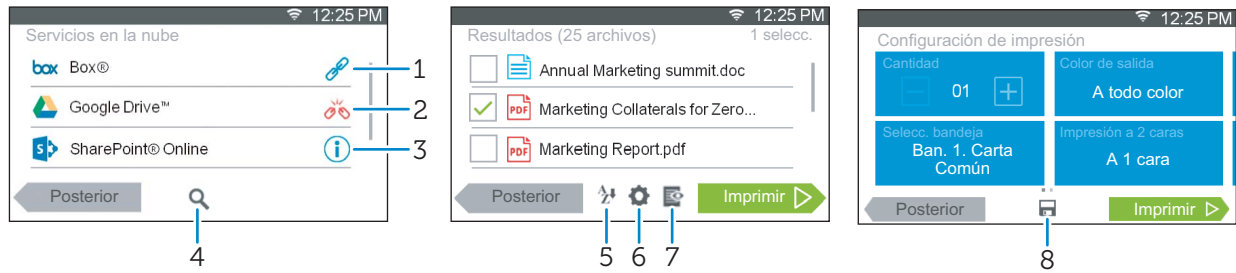 12:25 PM
Servicios en la nube
box Box®
Google Drive™
S SharePoint® Online
Posterior
1
2
3
4
12:25 PM
Resultados (25 archivos) 1 selecc.
Annual Marketing summit.doc
PDF Marketing Collaterals for Zero...
PDF Marketing Report.pdf
Posterior
A Z
Imprimir
5 6 7
12:25 PM
Configuración de impresión
Cantidad
01
Color de salida
A todo color
Selecc. bandeja
Ban. 1. Carta
Común
Impresión a 2 caras
A 1 cara
Posterior
Imprimir
8